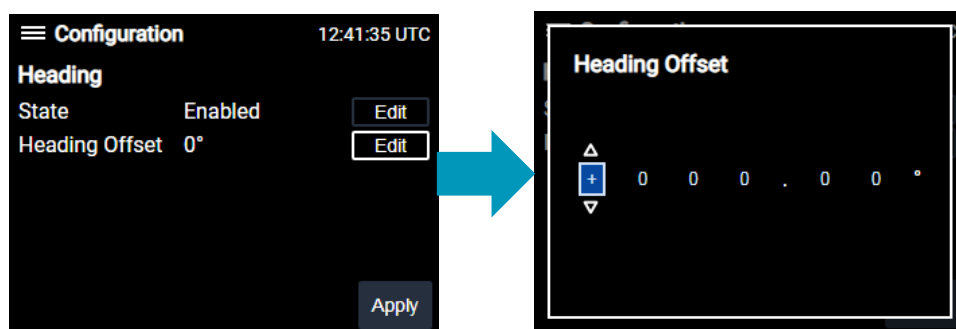 Configuration 12:41:35 UTC
Heading
State Enabled Edit
Heading Offset 0° Edit
Apply
Heading Offset
+ 0 0 0 . 0 0 °